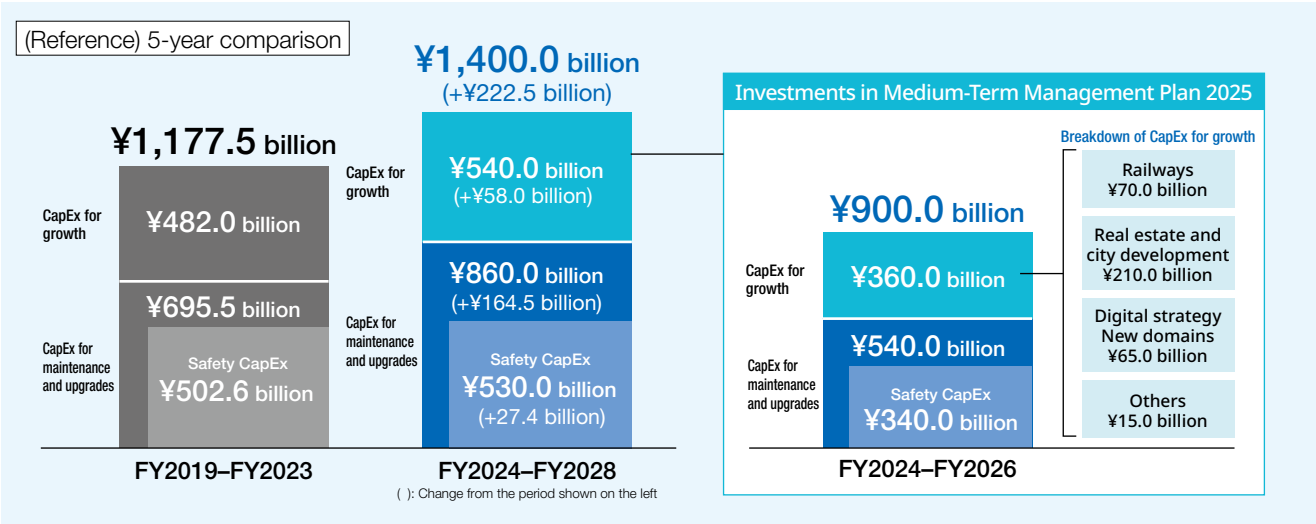 (Reference) 5-year comparison
¥1,177.5 billion
CapEx for
growth
¥482.0 billion
CapEx for
maintenance
and upgrades
¥695.5 billion
Safety CapEx
¥502.6 billion
FY2019–FY2023
¥1,400.0 billion
(+¥222.5 billion)
CapEx for
growth
¥540.0 billion
(+¥58.0 billion)
CapEx for
maintenance
and upgrades
¥860.0 billion
(+¥164.5 billion)
Safety CapEx
¥530.0 billion
(+27.4 billion)
FY2024–FY2028
( ): Change from the period shown on the left
Investments in Medium-Term Management Plan 2025
¥900.0 billion
CapEx for
growth
¥360.0 billion
CapEx for
maintenance
and upgrades
¥540.0 billion
Safety CapEx
¥340.0 billion
FY2024–FY2026
Breakdown of CapEx for growth
Railways
¥70.0 billion
Real estate and
city development
¥210.0 billion
Digital strategy
New domains
¥65.0 billion
Others
¥15.0 billion